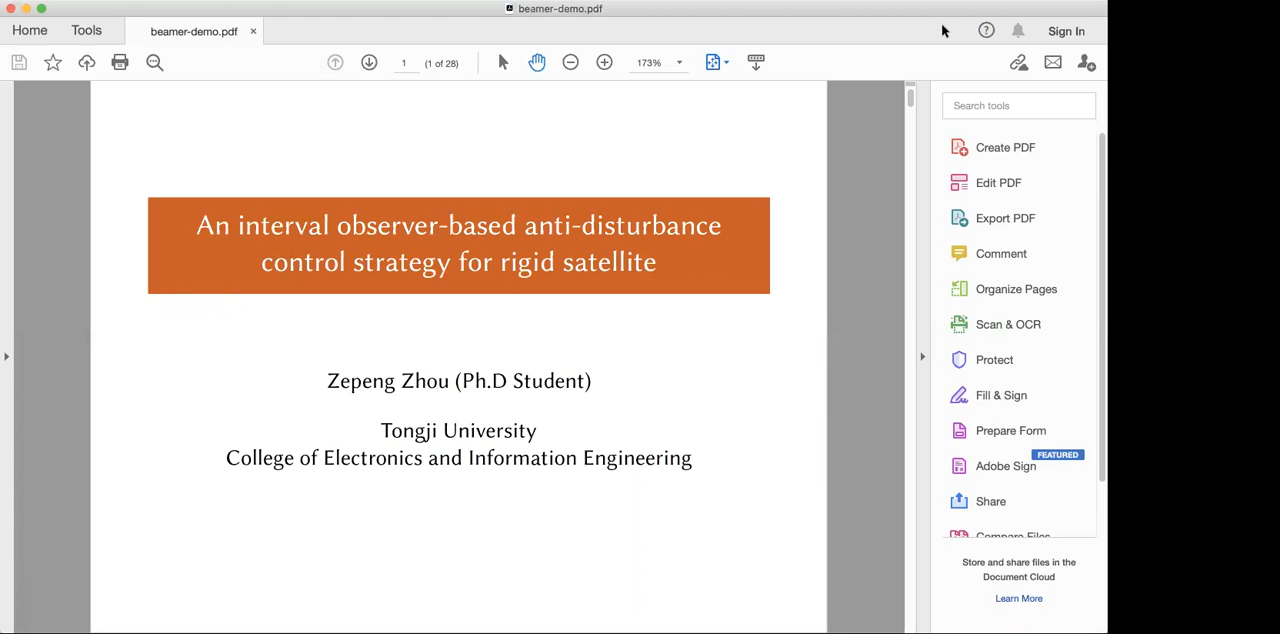 beamer-demo.pdf
Home
Tools
beamer-demo.pdf ×
Sign In
1
(1 of 28)
173%
Search tools
An interval observer-based anti-disturbance
control strategy for rigid satellite
Zepeng Zhou (Ph.D Student)
Tongji University
College of Electronics and Information Engineering
Create PDF
Edit PDF
Export PDF
Comment
Organize Pages
Scan & OCR
Protect
Fill & Sign
Prepare Form
FEATURED
Adobe Sign
Share
Compare Files
Store and share files in the
Document Cloud
Learn More